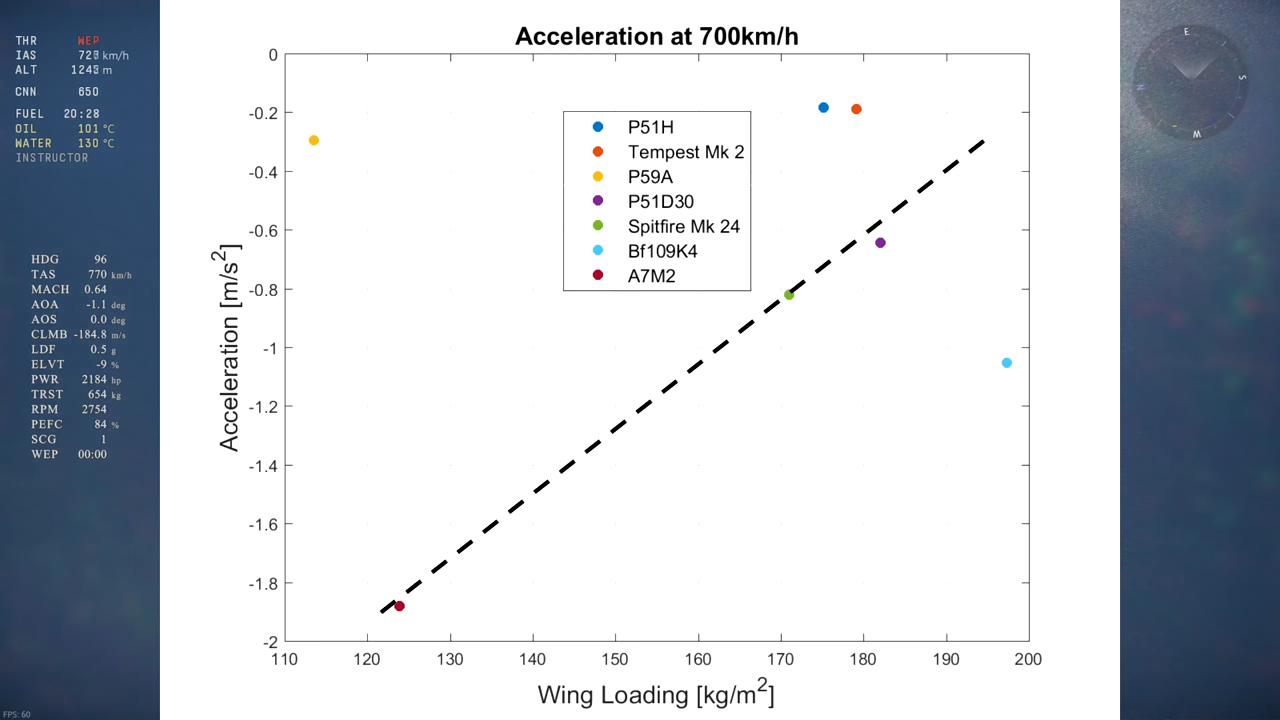 THR WEP
IAS 729 km/h
ALT 1243 m
CNN 650
FUEL 20:28
OIL 101 °C
WATER 130 °C
INSTRUCTOR
HDG 96
TAS 770 km/h
MACH 0.64
AOA -1.1 deg
AOS 0.0 deg
CLMB -184.8 m/s
LDF 0.5 g
ELVT -9 %
PWR 2184 hp
TRST 654 kg
RPM 2754
PEFC 84 %
SCG 1
WEP 00:00
FPS: 60
Acceleration at 700km/h
0
-0.2
-0.4
-0.6
-0.8
-1
-1.2
-1.4
-1.6
-1.8
-2
Acceleration [m/s²]
P51H
Tempest Mk 2
P59A
P51D30
Spitfire Mk 24
Bf109K4
A7M2
110 120 130 140 150 160 170 180 190 200
Wing Loading [kg/m²]
E
S
W
N